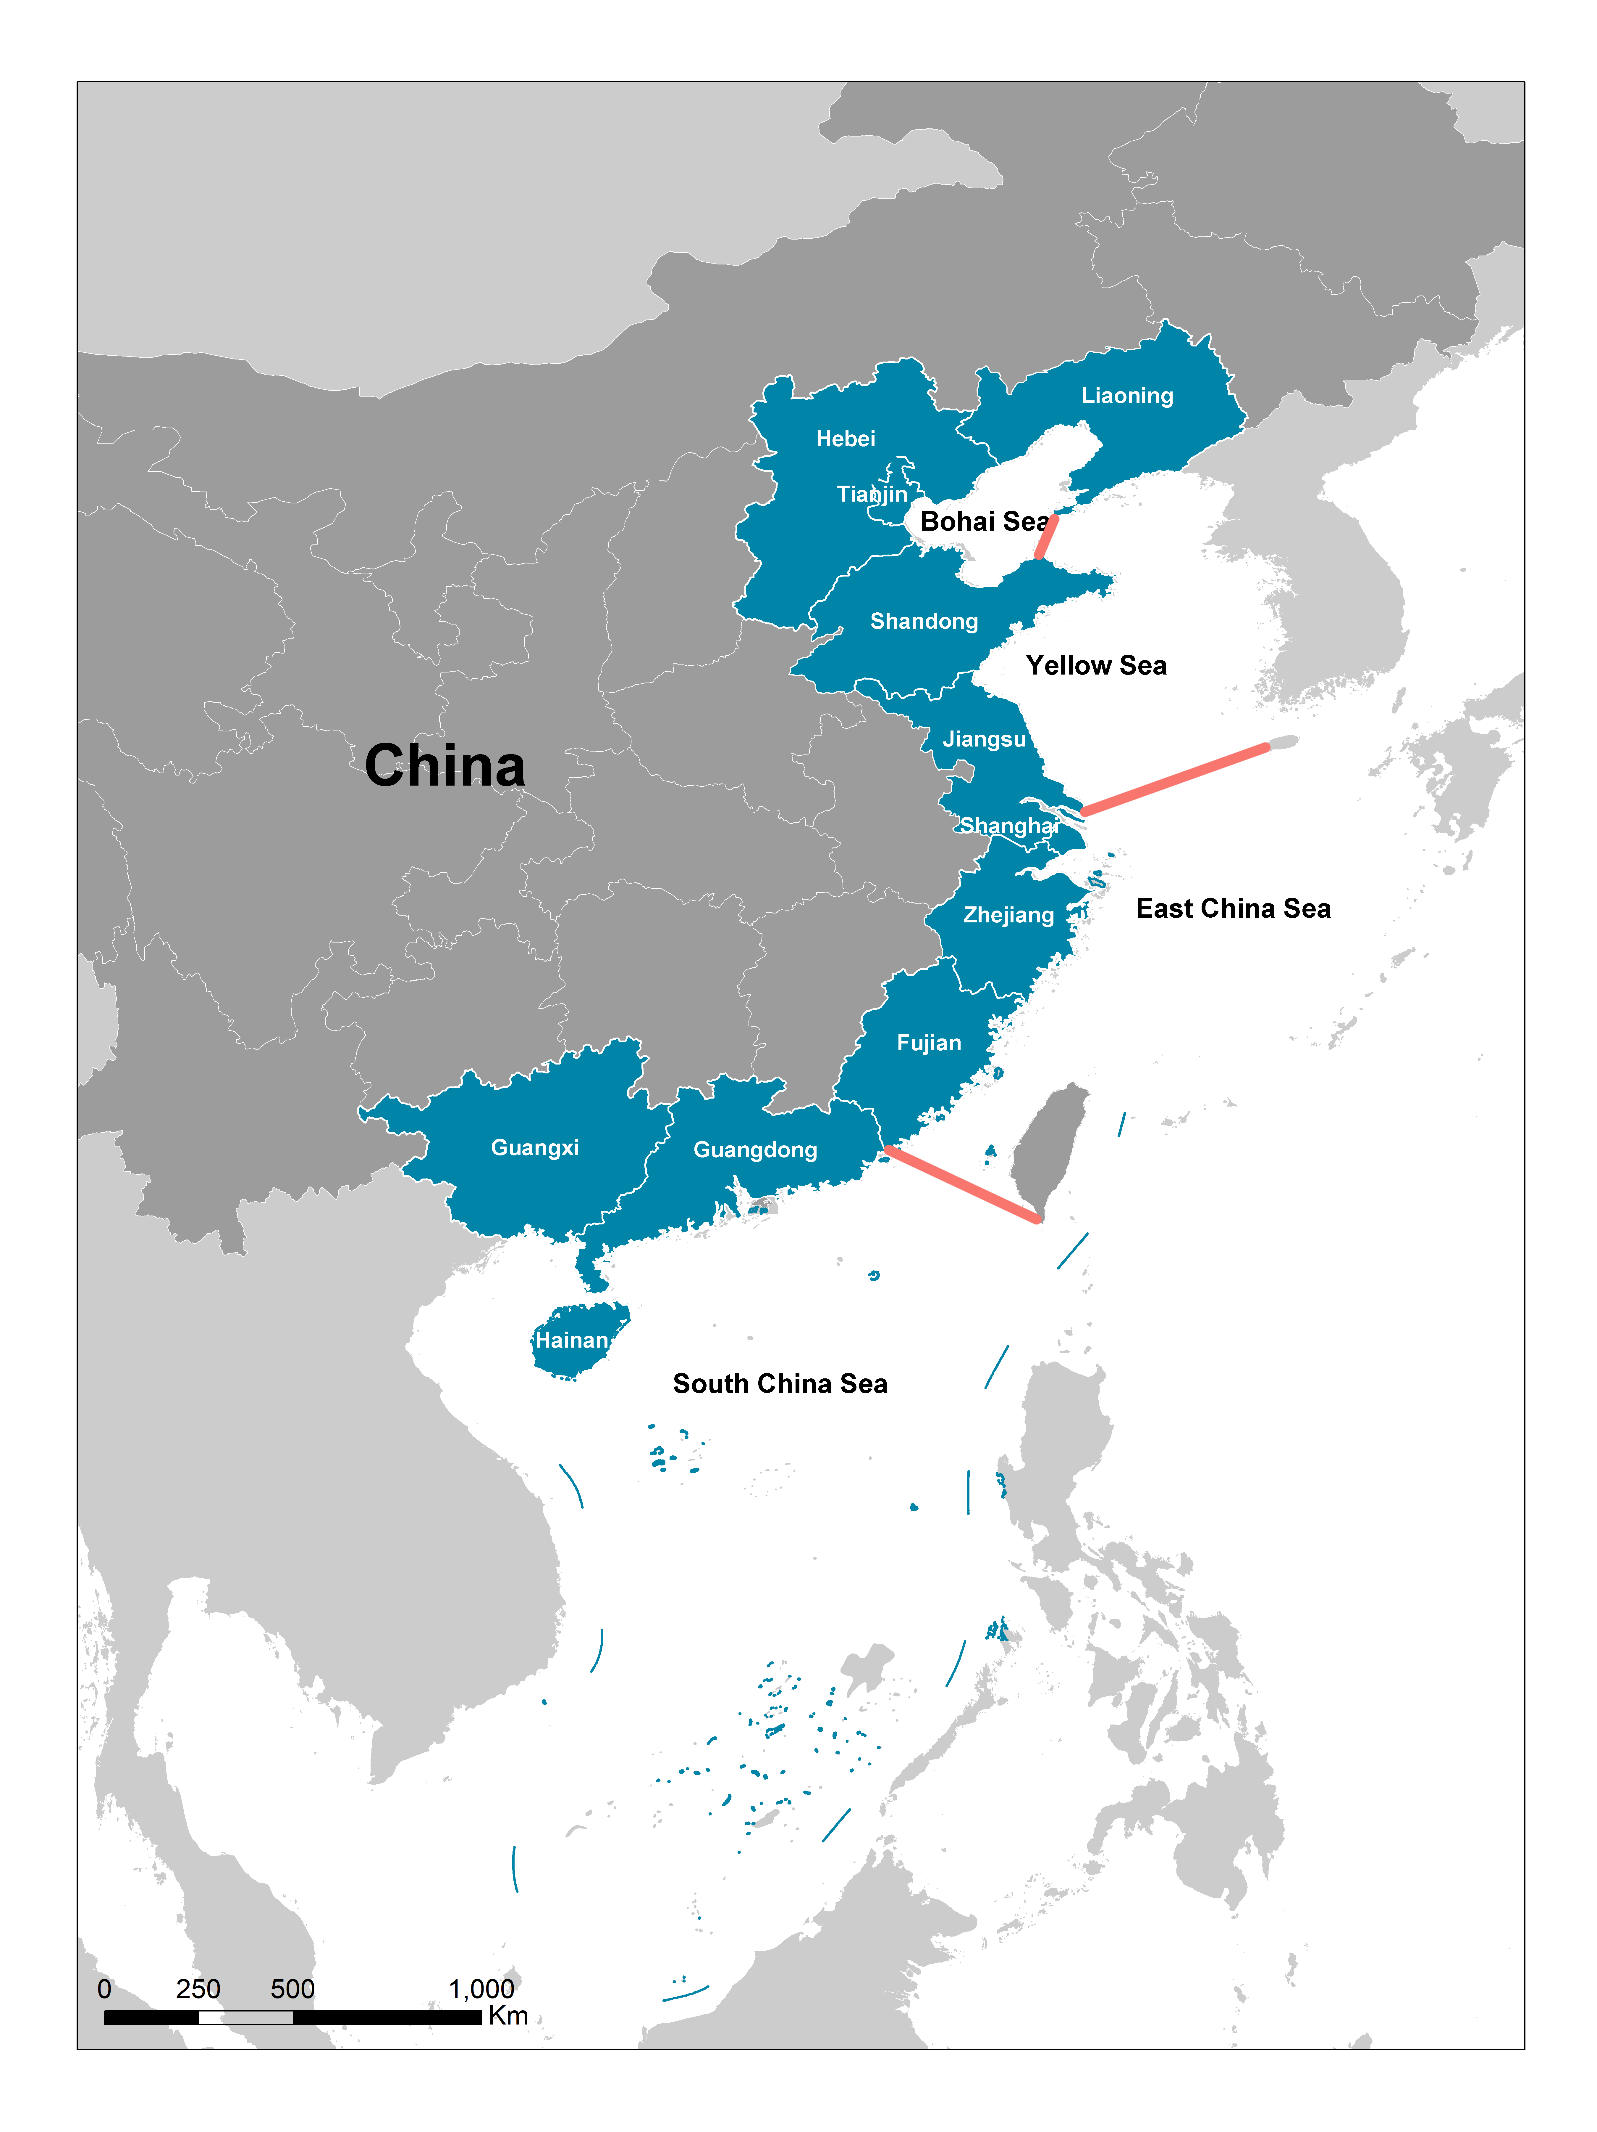 Liaoning
Hebei
Tianjin
Bohai Sea
Shandong
Yellow Sea
Jiangsu
China
Shanghai
East China Sea
Zhejiang
Fujian
Guangxi
Guangdong
Hainan
South China Sea
0 250 500 1,000
Km